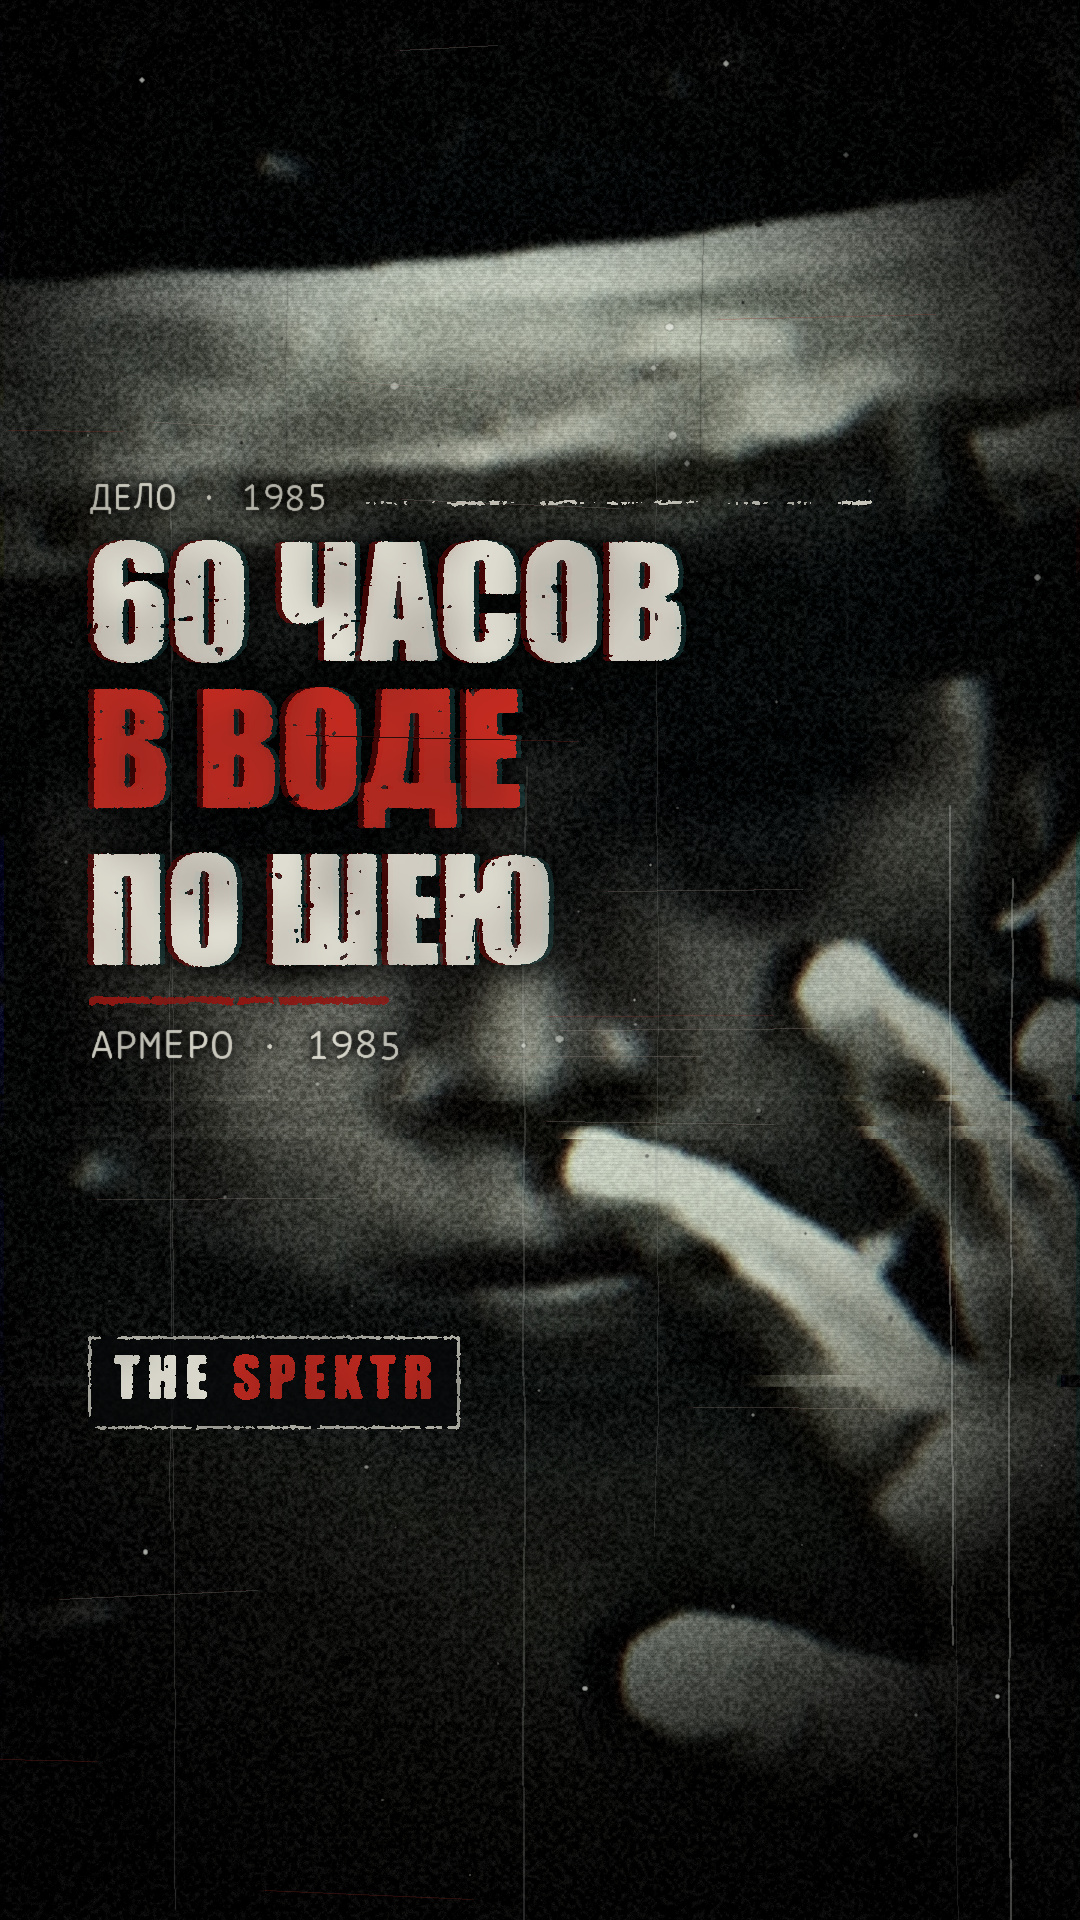 ДЕЛО · 1985
60 ЧАСОВ
В ВОДЕ
ПО ШЕЮ
АРМЕРО · 1985
THE SPEKTR